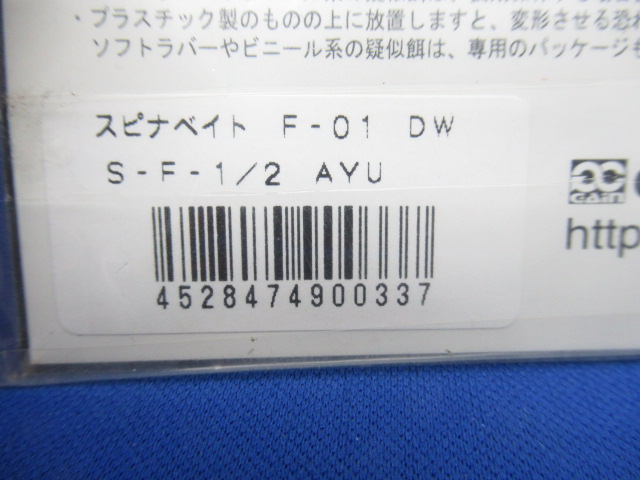 ・プラスチック製のものの上に放置しますと、変形させる恐れ
ソフトラバーやビニール系の疑似餌は、専用のパッケージを
スピナベイト F-01 DW
S-F-1/2 AYU
4528474900337
GAIN
http